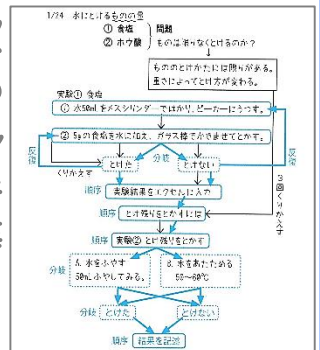 1/24 水にとけるものの量
① 食塩
② ホウ酸
問題
ものは限りなくとけるのか?
もののとけかたには限りがある。
重さによってとけ方が変わる。
実験① 食塩
①. 水50mLをメスシリンダーではかり、ビーカーにうつす。
② 5gの食塩を水に加え、ガラス棒でかきまぜてとかす。
反復
分岐
反復
とけた
とけない
くりかえす
3回くりかえす
順序
実験結果をエクセルに入力
順序
とけ残りをとかすには
順序
実験② とけ残りをとかす
分岐
A. 水をふやす
50mLふやしてみる。
B. 水をあたためる
50~60℃
分岐
とけた
とけない
順序
結果を記述